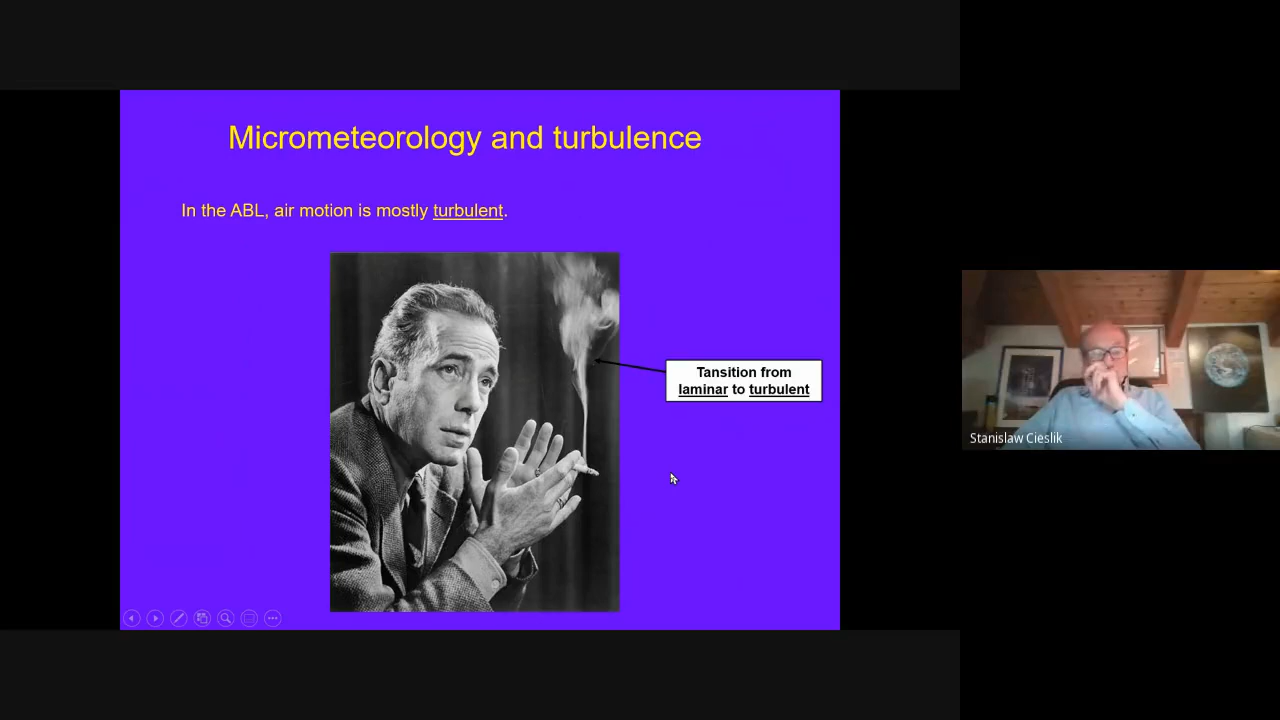 Micrometeorology and turbulence
In the ABL, air motion is mostly turbulent.
Tansition from
laminar to turbulent
Stanislaw Cieslik